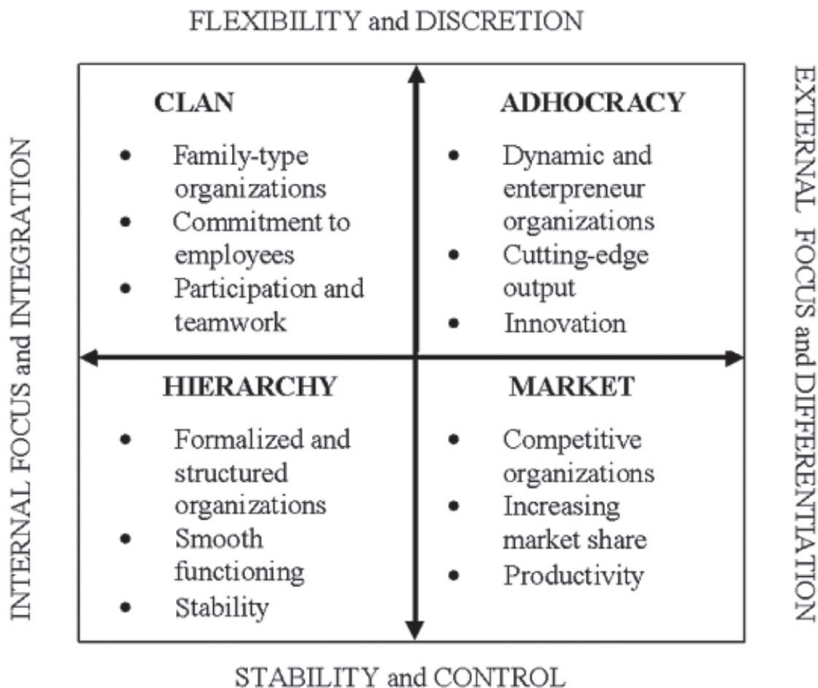 FLEXIBILITY and DISCRETION
INTERNAL FOCUS and INTEGRATION
CLAN
• Family-type
organizations
• Commitment to
employees
• Participation and
teamwork
ADHOCRACY
• Dynamic and
enterpreneur
organizations
• Cutting-edge
output
• Innovation
HIERARCHY
• Formalized and
structured
organizations
• Smooth
functioning
• Stability
MARKET
• Competitive
organizations
• Increasing
market share
• Productivity
EXTERNAL FOCUS and DIFFERENTIATION
STABILITY and CONTROL